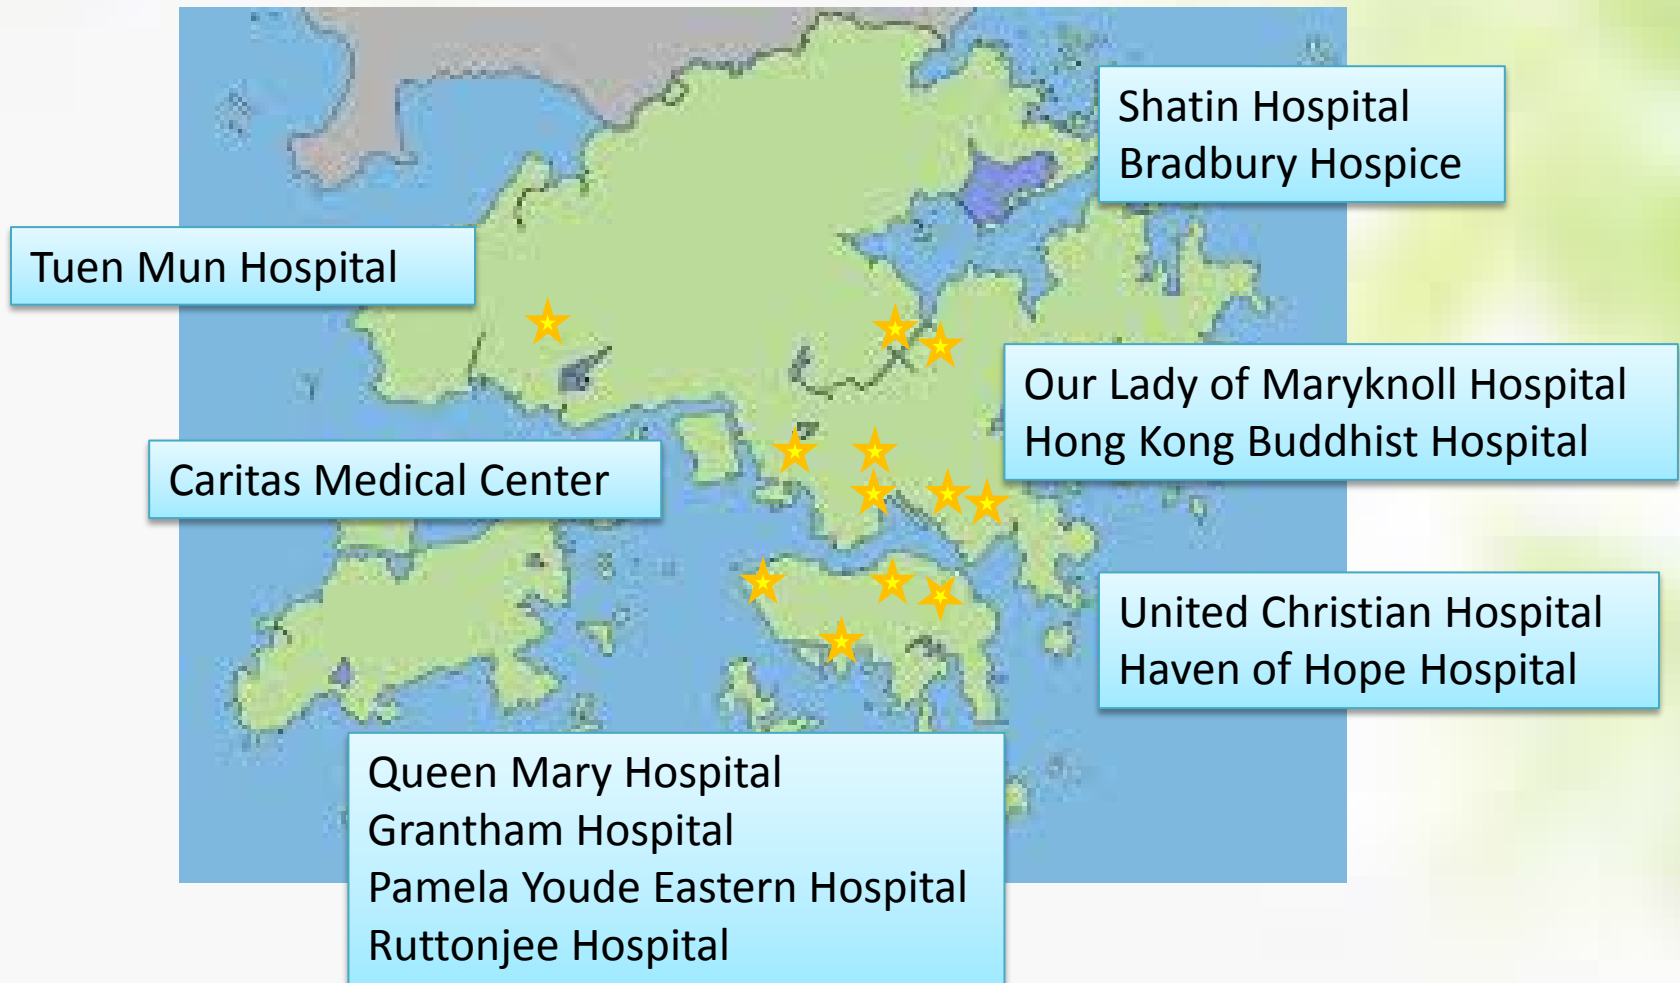 Shatin Hospital
Bradbury Hospice
Tuen Mun Hospital
Our Lady of Maryknoll Hospital
Hong Kong Buddhist Hospital
Caritas Medical Center
United Christian Hospital
Haven of Hope Hospital
Queen Mary Hospital
Grantham Hospital
Pamela Youde Eastern Hospital
Ruttonjee Hospital